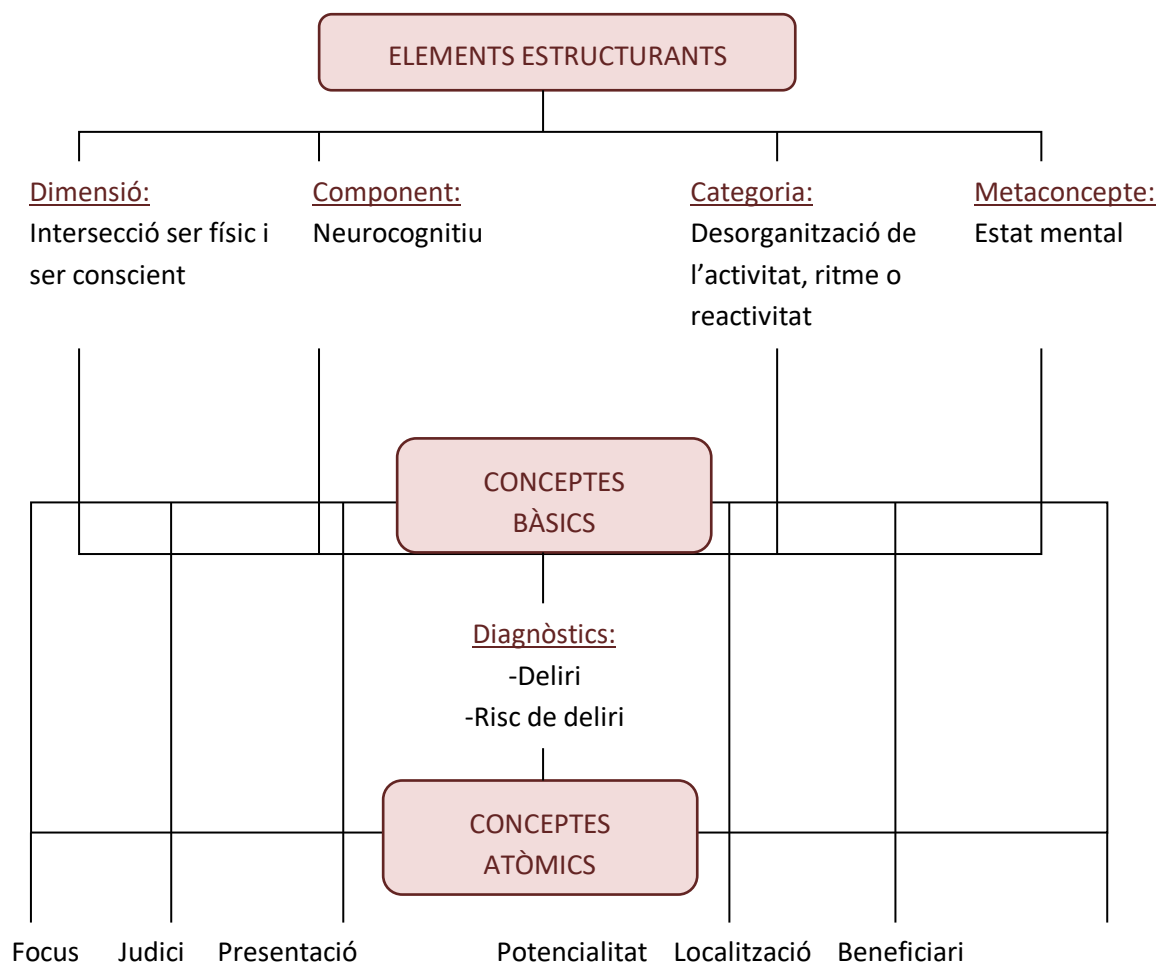 ELEMENTS ESTRUCTURANTS
Dimensió:
Intersecció ser físic i
ser conscient
Component:
Neurocognitiu
Categoria:
Desorganització de
l’activitat, ritme o
reactivitat
Metaconcepte:
Estat mental
CONCEPTES
BÀSICS
Diagnòstics:
-Deliri
-Risc de deliri
CONCEPTES
ATÒMICS
Focus Judici Presentació Potencialitat Localització Beneficiari